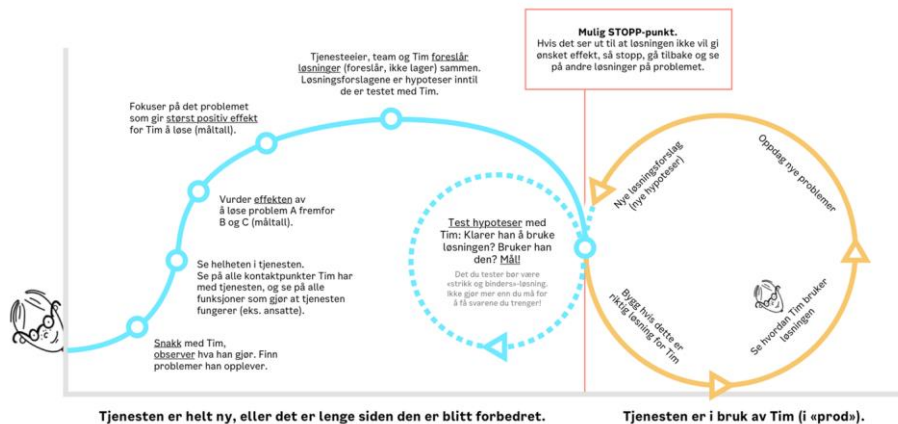 Mulig STOPP-punkt.
Hvis det ser ut til at løsningen ikke vil gi
ønsket effekt, så stopp, gå tilbake og se
på andre løsninger på problemet.
Tjenesteeier, team og Tim foreslår
løsninger (foreslår, ikke lager) sammen.
Løsningsforslagene er hypoteser inntil
de er testet med Tim.
Fokuser på det problemet
som gir størst positiv effekt
for Tim å løse (måltall).
Vurder effekten av
å løse problem A fremfor
B og C (måltall).
Se helheten i tjenesten.
Se på alle kontaktpunkter Tim har
med tjenesten, og se på alle
funksjoner som gjør at tjenesten
fungerer (eks. ansatte).
Snakk med Tim,
observer hva han gjør. Finn
problemer han opplever.
Test hypoteser med
Tim: Klarer han å bruke
løsningen? Bruker han
den? Mål!
Det du tester bør være
«strikk og binders»-løsning.
Ikke gjør mer enn du må for
å få svarene du trenger!
Nye løsningsforslag
(nye hypoteser)
Oppdag nye problemer
Bygg hvis dette er
riktig løsning for Tim
Se hvordan Tim bruker
løsningen
Tjenesten er helt ny, eller det er lenge siden den er blitt forbedret.
Tjenesten er i bruk av Tim (i «prod»).